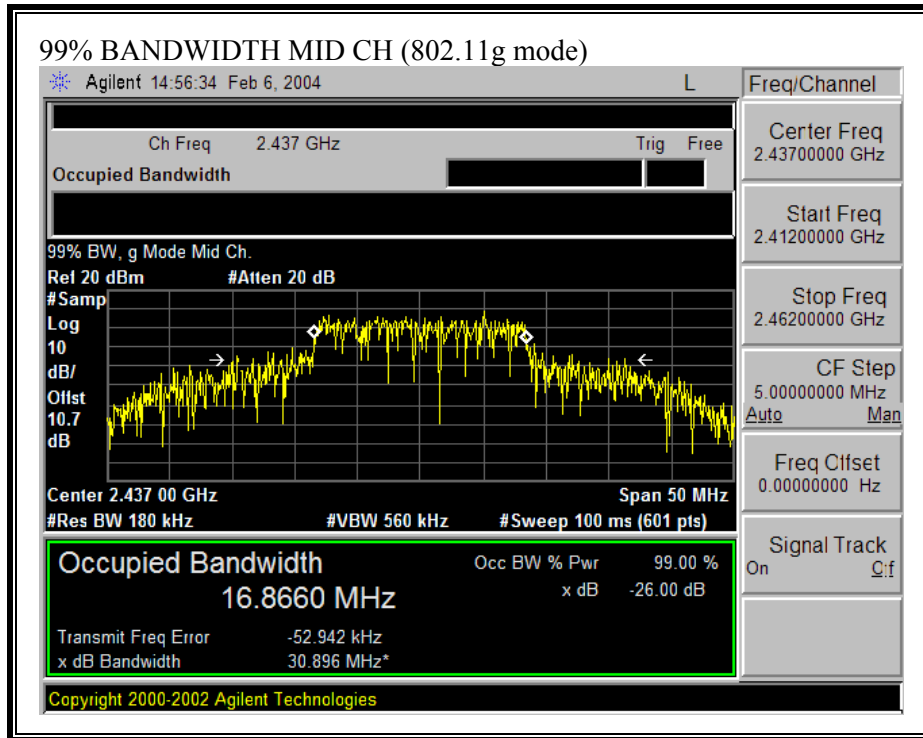 99% BANDWIDTH MID CH (802.11g mode)
Agilent 14:56:34 Feb 6, 2004 L
Ch Freq 2.437 GHz Trig Free
Occupied Bandwidth
99% BW, g Mode Mid Ch.
Ref 20 dBm #Atten 20 dB
#Samp
Log
10
dB/
Offst
10.7
dB
Center 2.437 00 GHz Span 50 MHz
#Res BW 180 kHz #VBW 560 kHz #Sweep 100 ms (601 pts)
Occupied Bandwidth
16.8660 MHz
Occ BW % Pwr 99.00 %
x dB -26.00 dB
Transmit Freq Error -52.942 kHz
x dB Bandwidth 30.896 MHz*
Copyright 2000-2002 Agilent Technologies
Freq/Channel
Center Freq
2.43700000 GHz
Start Freq
2.41200000 GHz
Stop Freq
2.46200000 GHz
CF Step
5.00000000 MHz
Auto Man
Freq Offset
0.00000000 Hz
Signal Track
On Off